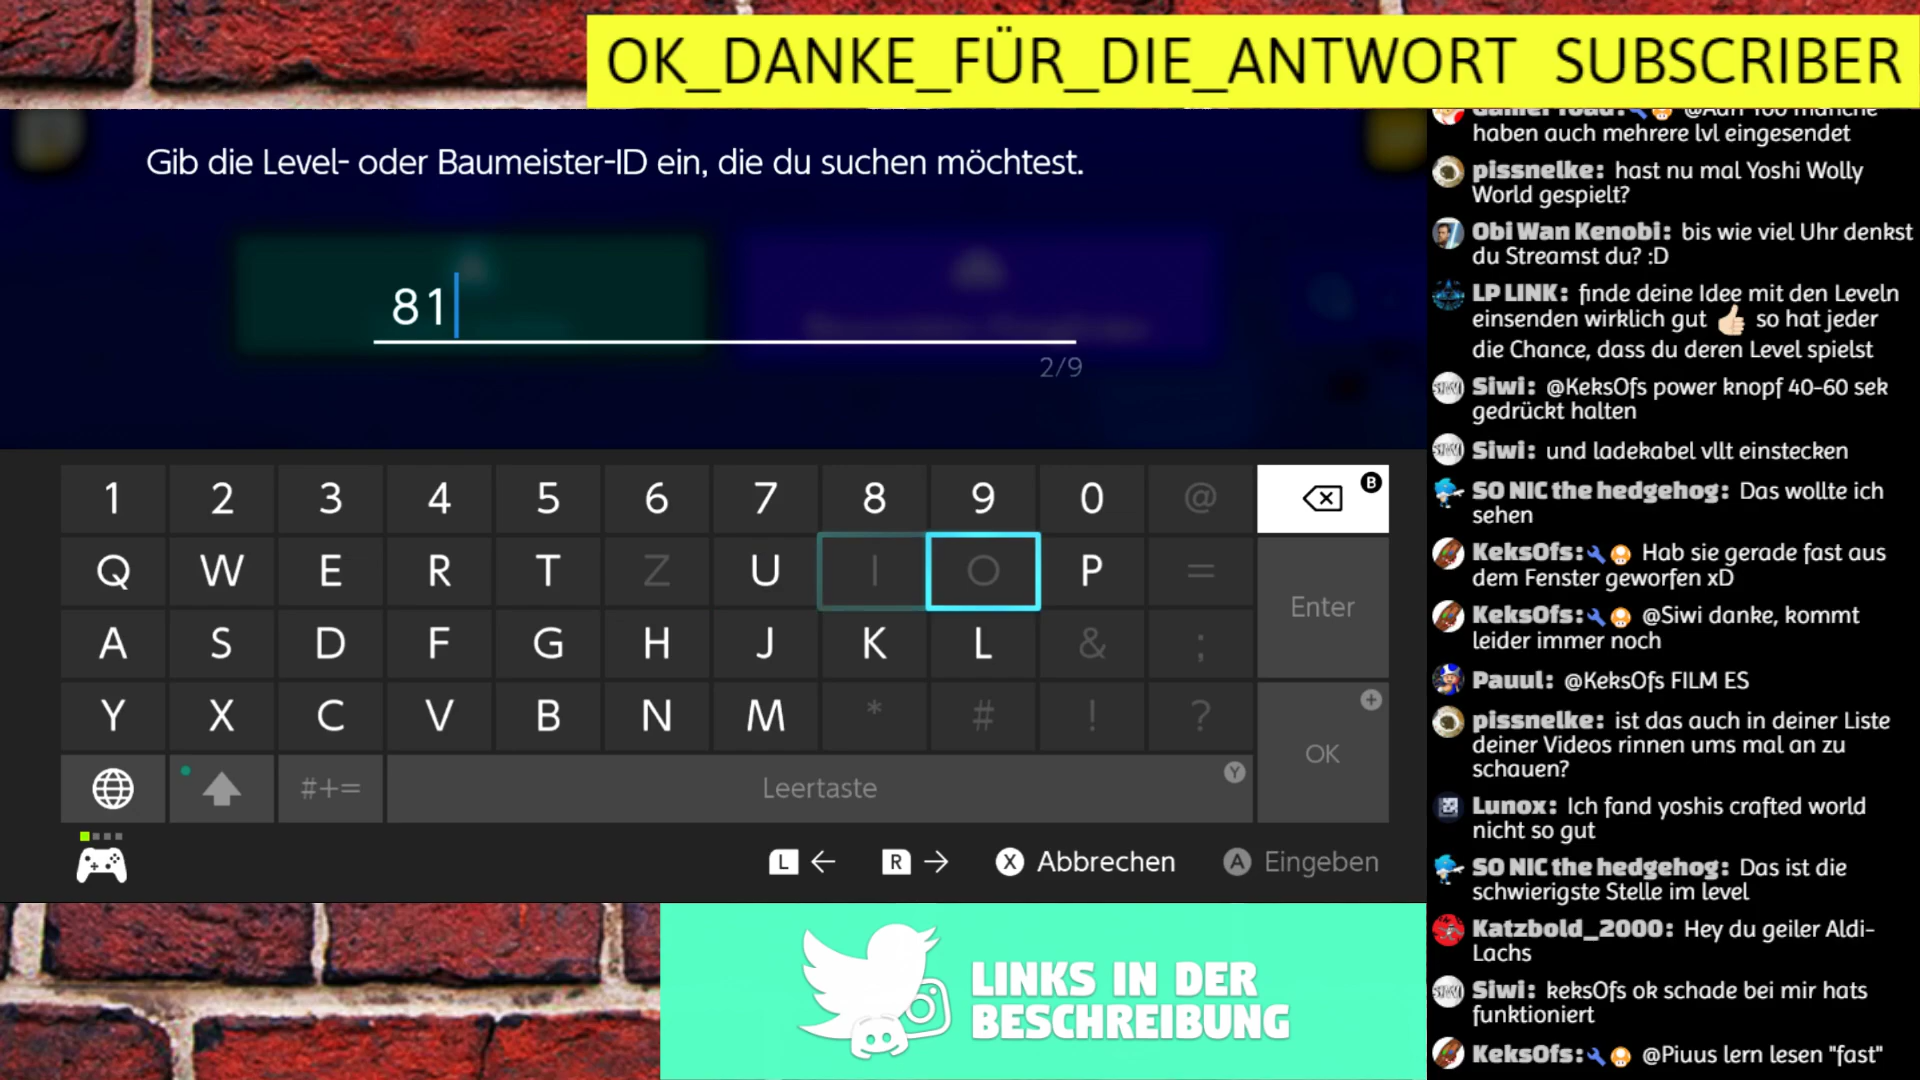 OK_DANKE_FÜR_DIE_ANTWORT SUBSCRIBER
Gib die Level- oder Baumeister-ID ein, die du suchen möchtest.
81
2/9
1 2 3 4 5 6 7 8 9 0 @ B
Q W E R T Z U I O P =
Enter
A S D F G H J K L & ;
Y X C V B N M * # ! ?
OK
#+= Leertaste Y
L ← R → X Abbrechen A Eingeben
LINKS IN DER
BESCHREIBUNG
haben auch mehrere lvl eingesendet
pissnelke: hast nu mal Yoshi Wolly
World gespielt?
Obi Wan Kenobi: bis wie viel Uhr denkst
du Streamst du? :D
LP LINK: finde deine Idee mit den Leveln
einsenden wirklich gut 👍🏻 so hat jeder
die Chance, dass du deren Level spielst
Siwi: @KeksOfs power knopf 40-60 sek
gedrückt halten
Siwi: und ladekabel vllt einstecken
SO NIC the hedgehog: Das wollte ich
sehen
KeksOfs: Hab sie gerade fast aus
dem Fenster geworfen xD
KeksOfs: @Siwi danke, kommt
leider immer noch
Pauul: @KeksOfs FILM ES
pissnelke: ist das auch in deiner Liste
deiner Videos rinnen ums mal an zu
schauen?
Lunox: Ich fand yoshis crafted world
nicht so gut
SO NIC the hedgehog: Das ist die
schwierigste Stelle im level
Katzbold_2000: Hey du geiler Aldi-
Lachs
Siwi: keksOfs ok schade bei mir hats
funktioniert
KeksOfs: @Piuus lern lesen "fast"